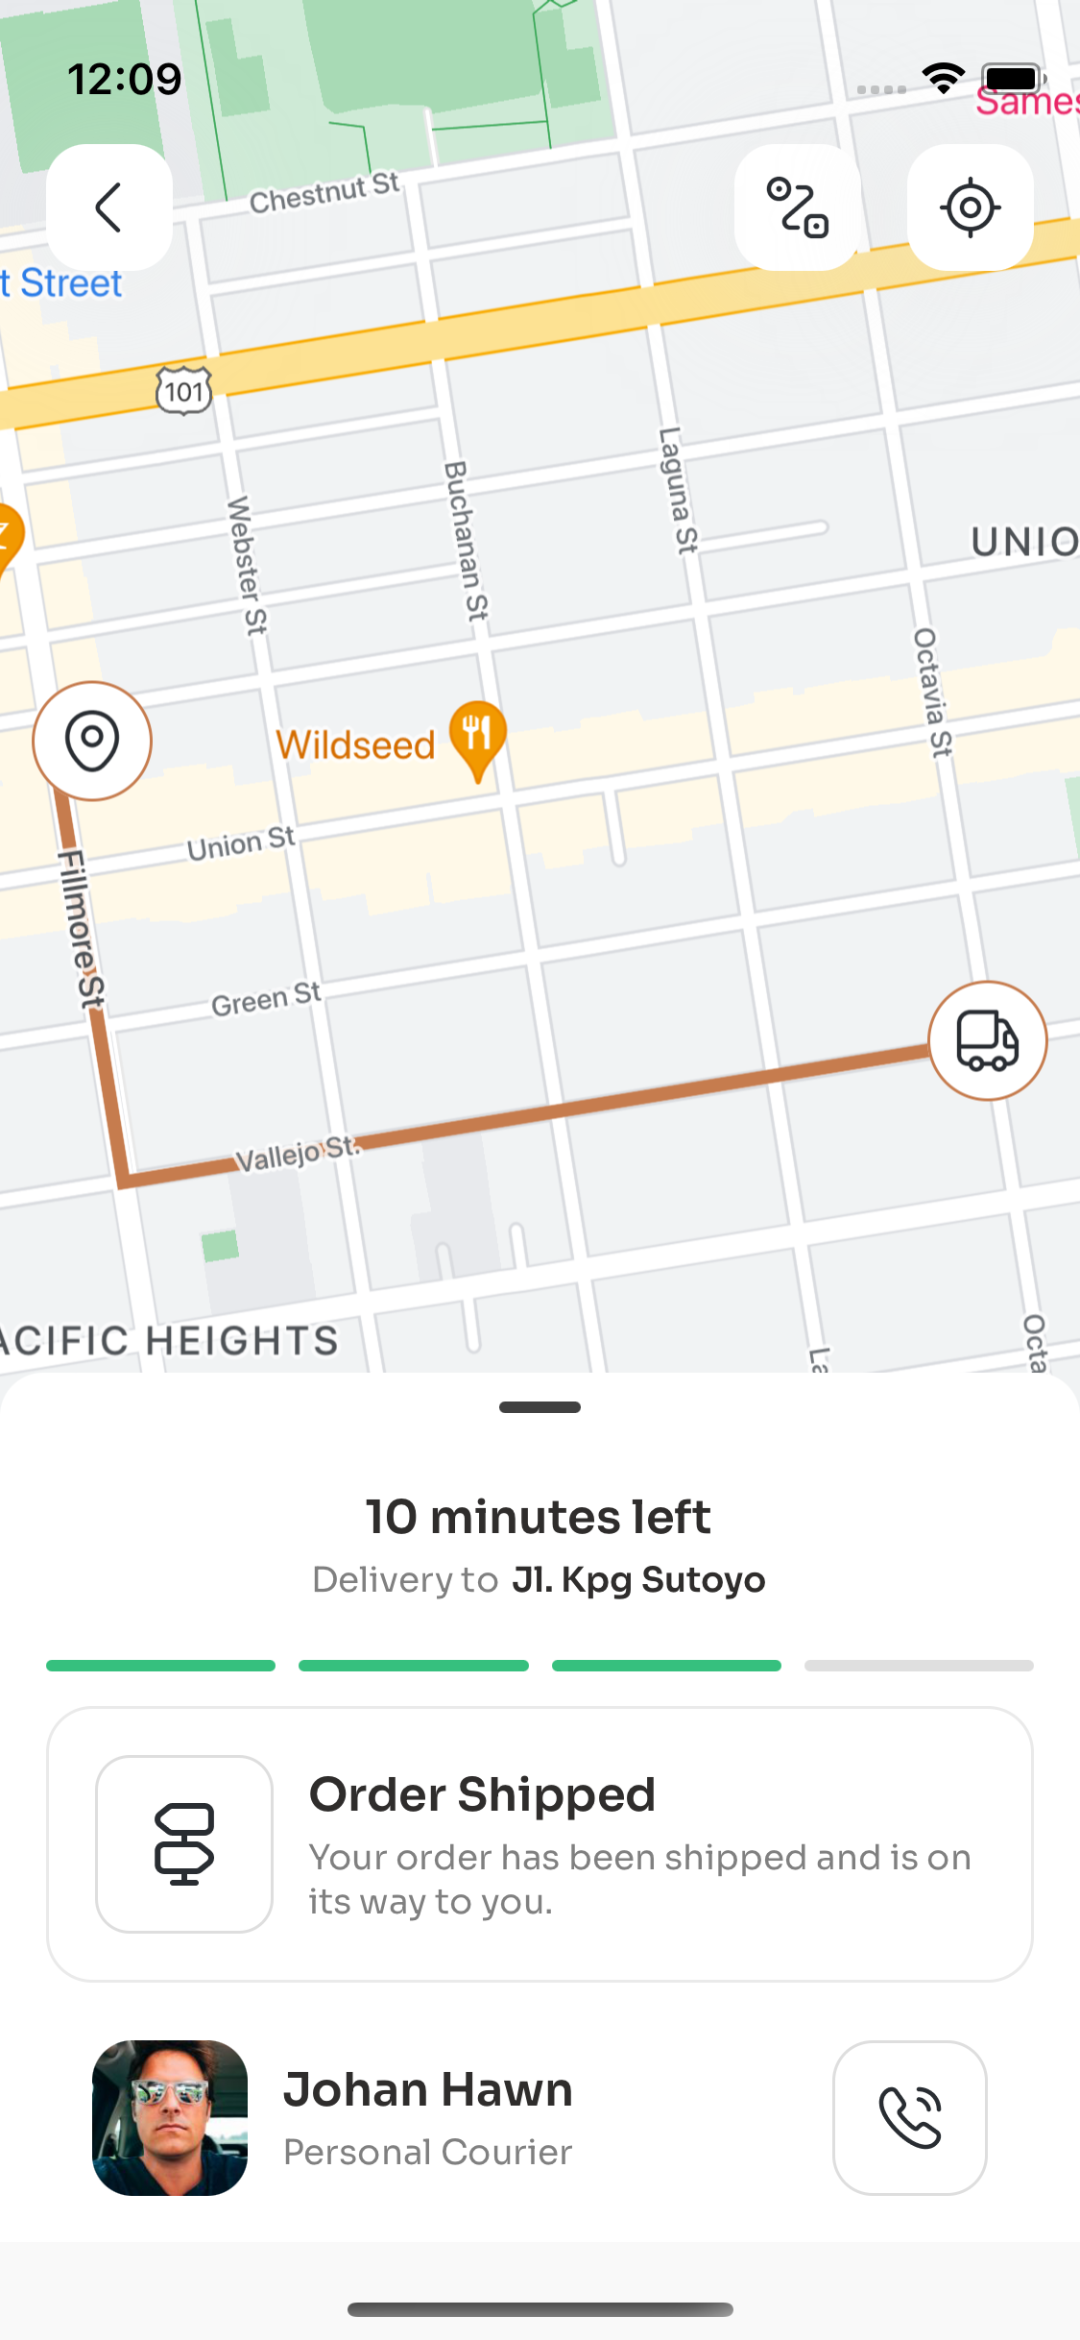 12:09
Sames
Chestnut St
t Street
101
Laguna St
Buchanan St
Webster St
UNIO
Octavia St
Wildseed
Union St
Fillmore St
Green St
Vallejo St.
ACIFIC HEIGHTS
Octa
La
10 minutes left
Delivery to Jl. Kpg Sutoyo
Order Shipped
Your order has been shipped and is on
its way to you.
Johan Hawn
Personal Courier